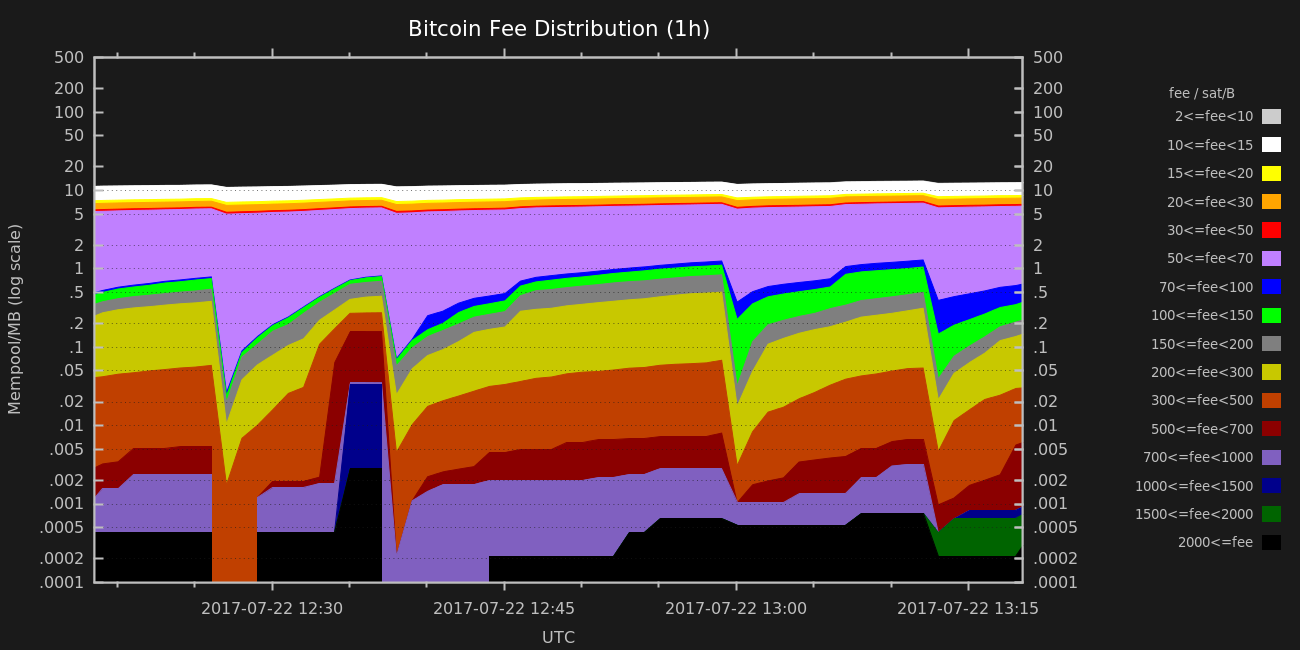 Bitcoin Fee Distribution (1h)
Mempool/MB (log scale)
500
200
100
50
20
10
5
2
1
.5
.2
.1
.05
.02
.01
.005
.002
.001
.0005
.0002
.0001
500
200
100
50
20
10
5
2
1
.5
.2
.1
.05
.02
.01
.005
.002
.001
.0005
.0002
.0001
2017-07-22 12:30
2017-07-22 12:45
2017-07-22 13:00
2017-07-22 13:15
UTC
fee / sat/B
2<=fee<10
10<=fee<15
15<=fee<20
20<=fee<30
30<=fee<50
50<=fee<70
70<=fee<100
100<=fee<150
150<=fee<200
200<=fee<300
300<=fee<500
500<=fee<700
700<=fee<1000
1000<=fee<1500
1500<=fee<2000
2000<=fee